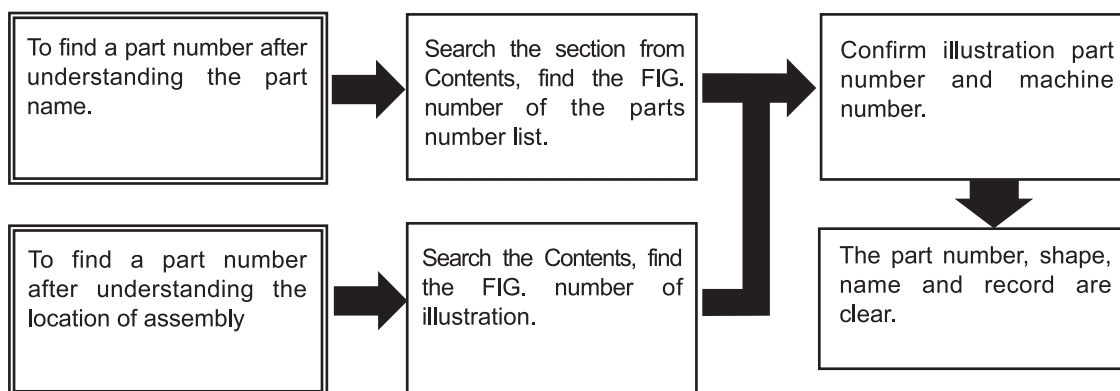 To find a part number after
understanding the part
name.
Search the section from
Contents, find the FIG.
number of the parts
number list.
Confirm illustration part
number and machine
number.
To find a part number
after understanding the
location of assembly
Search the Contents, find
the FIG. number of
illustration.
The part number, shape,
name and record are
clear.